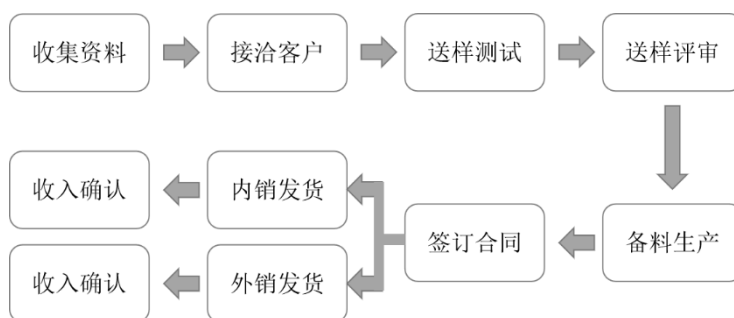 收集资料
接洽客户
送样测试
送样评审
备料生产
签订合同
内销发货
收入确认
外销发货
收入确认